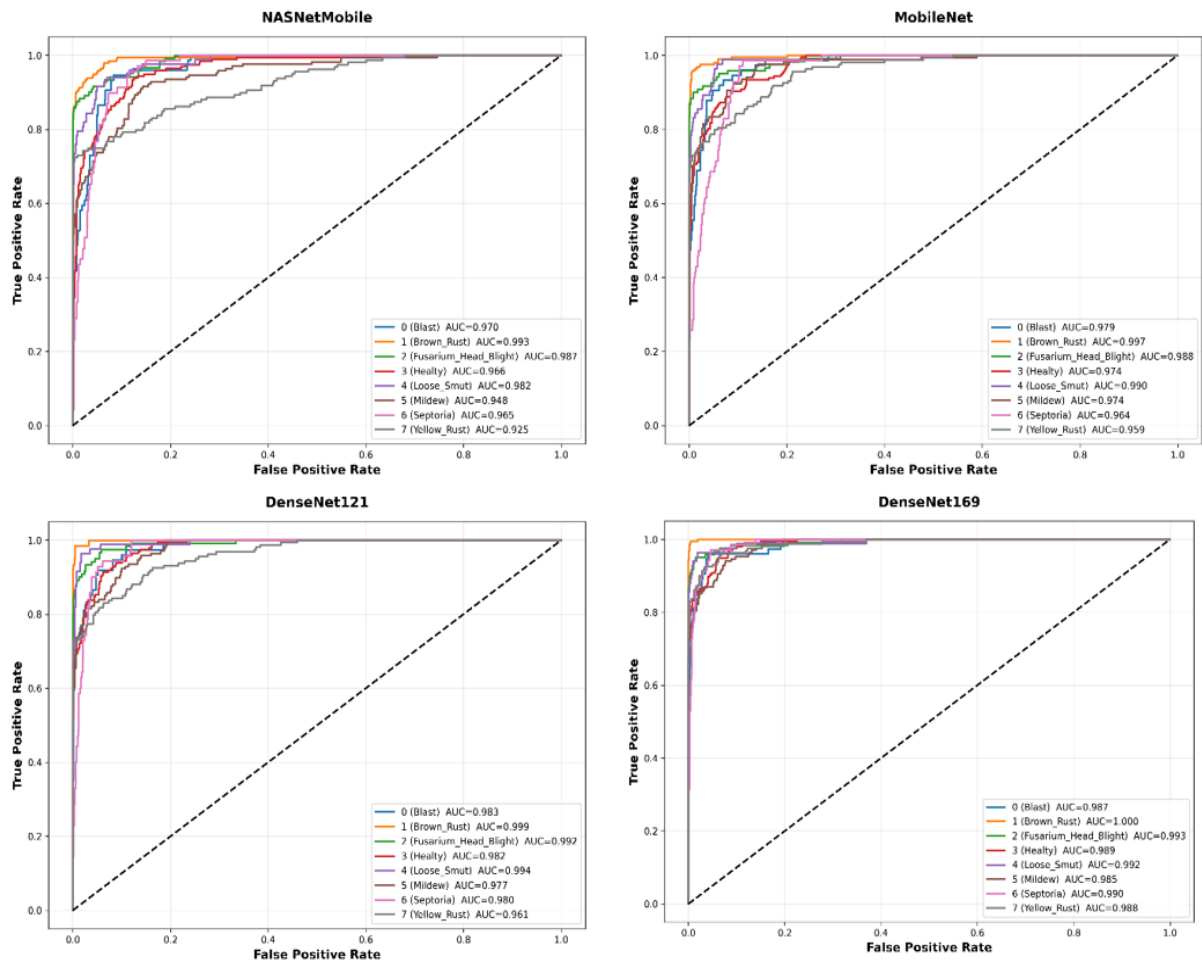 NASNetMobile
1.0
0.8
0.6
0.4
0.2
0.0
True Positive Rate
0 (Blast) AUC=0.970
1 (Brown_Rust) AUC=0.993
2 (Fusarium_Head_Blight) AUC=0.987
3 (Healty) AUC=0.966
4 (Loose_Smut) AUC=0.982
5 (Mildew) AUC=0.948
6 (Septoria) AUC=0.965
7 (Yellow_Rust) AUC=0.925
0.0 0.2 0.4 0.6 0.8 1.0
False Positive Rate
MobileNet
1.0
0.8
0.6
0.4
0.2
0.0
True Positive Rate
0 (Blast) AUC=0.979
1 (Brown_Rust) AUC=0.997
2 (Fusarium_Head_Blight) AUC=0.988
3 (Healty) AUC=0.974
4 (Loose_Smut) AUC=0.990
5 (Mildew) AUC=0.974
6 (Septoria) AUC=0.964
7 (Yellow_Rust) AUC=0.959
0.0 0.2 0.4 0.6 0.8 1.0
False Positive Rate
DenseNet121
1.0
0.8
0.6
0.4
0.2
0.0
True Positive Rate
0 (Blast) AUC=0.983
1 (Brown_Rust) AUC=0.999
2 (Fusarium_Head_Blight) AUC=0.992
3 (Healty) AUC=0.982
4 (Loose_Smut) AUC=0.994
5 (Mildew) AUC=0.977
6 (Septoria) AUC=0.980
7 (Yellow_Rust) AUC=0.961
0.0 0.2 0.4 0.6 0.8 1.0
False Positive Rate
DenseNet169
1.0
0.8
0.6
0.4
0.2
0.0
True Positive Rate
0 (Blast) AUC=0.987
1 (Brown_Rust) AUC=1.000
2 (Fusarium_Head_Blight) AUC=0.993
3 (Healty) AUC=0.989
4 (Loose_Smut) AUC=0.992
5 (Mildew) AUC=0.985
6 (Septoria) AUC=0.990
7 (Yellow_Rust) AUC=0.988
0.0 0.2 0.4 0.6 0.8 1.0
False Positive Rate